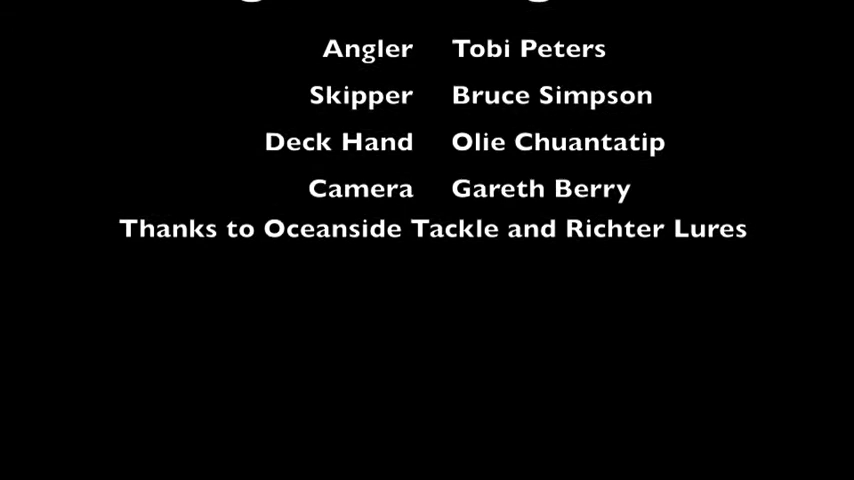 Angler Tobi Peters
Skipper Bruce Simpson
Deck Hand Olie Chuantatip
Camera Gareth Berry
Thanks to Oceanside Tackle and Richter Lures